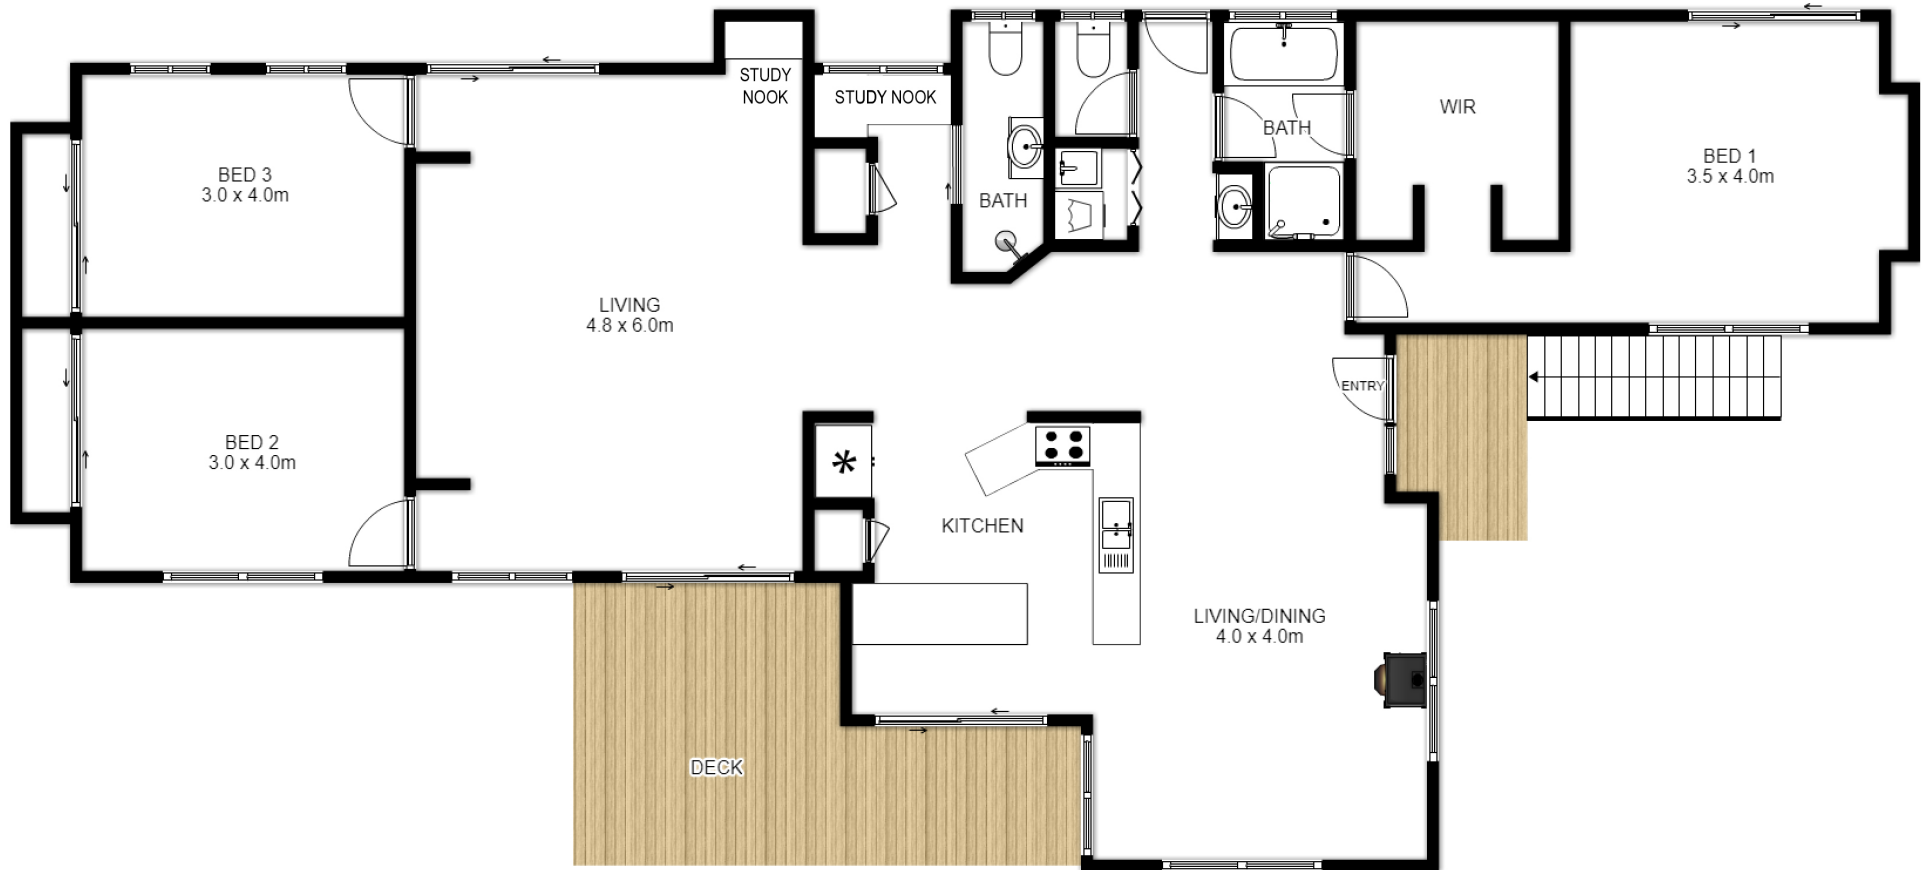 STUDY
NOOK
STUDY NOOK
WIR
BATH
BED 3
3.0 x 4.0m
BED 1
3.5 x 4.0m
BATH
LIVING
4.8 x 6.0m
ENTRY
BED 2
3.0 x 4.0m
*
KITCHEN
LIVING/DINING
4.0 x 4.0m
DECK